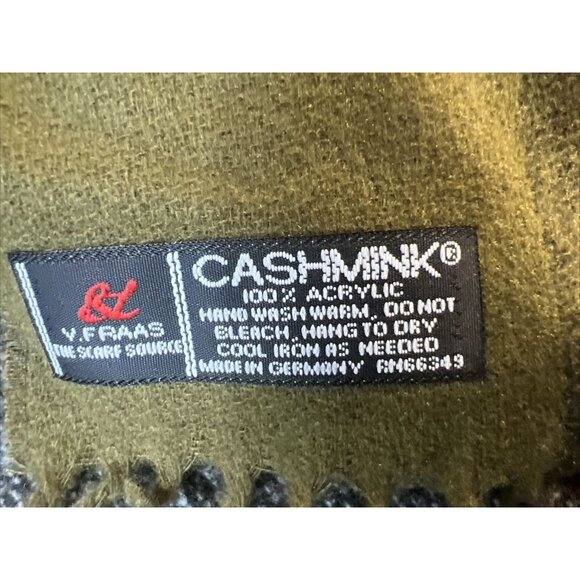 V. FRAAS
THE SCARF SOURCE
CASHMINK®
100% ACRYLIC
HAND WASH WARM, DO NOT
BLEACH, HANG TO DRY
COOL IRON AS NEEDED
MADE IN GERMANY RN66349